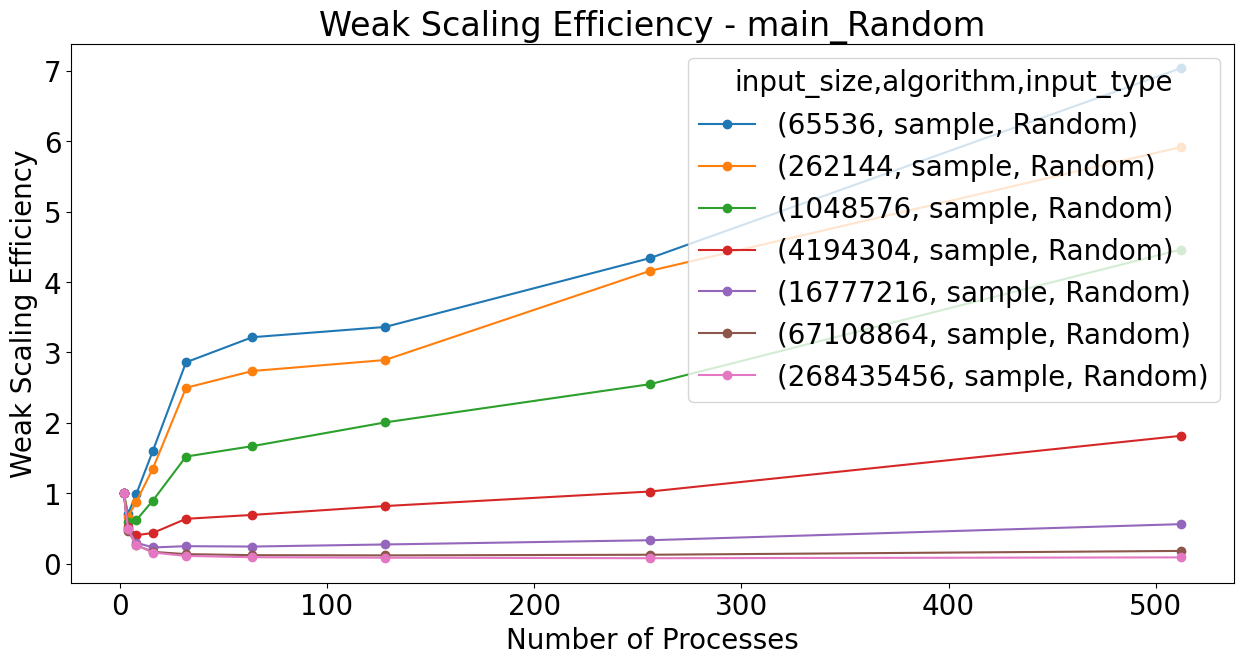 Weak Scaling Efficiency - main_Random
Weak Scaling Efficiency
7
6
5
4
3
2
1
0
input_size,algorithm,input_type
(65536, sample, Random)
(262144, sample, Random)
(1048576, sample, Random)
(4194304, sample, Random)
(16777216, sample, Random)
(67108864, sample, Random)
(268435456, sample, Random)
0 100 200 300 400 500
Number of Processes